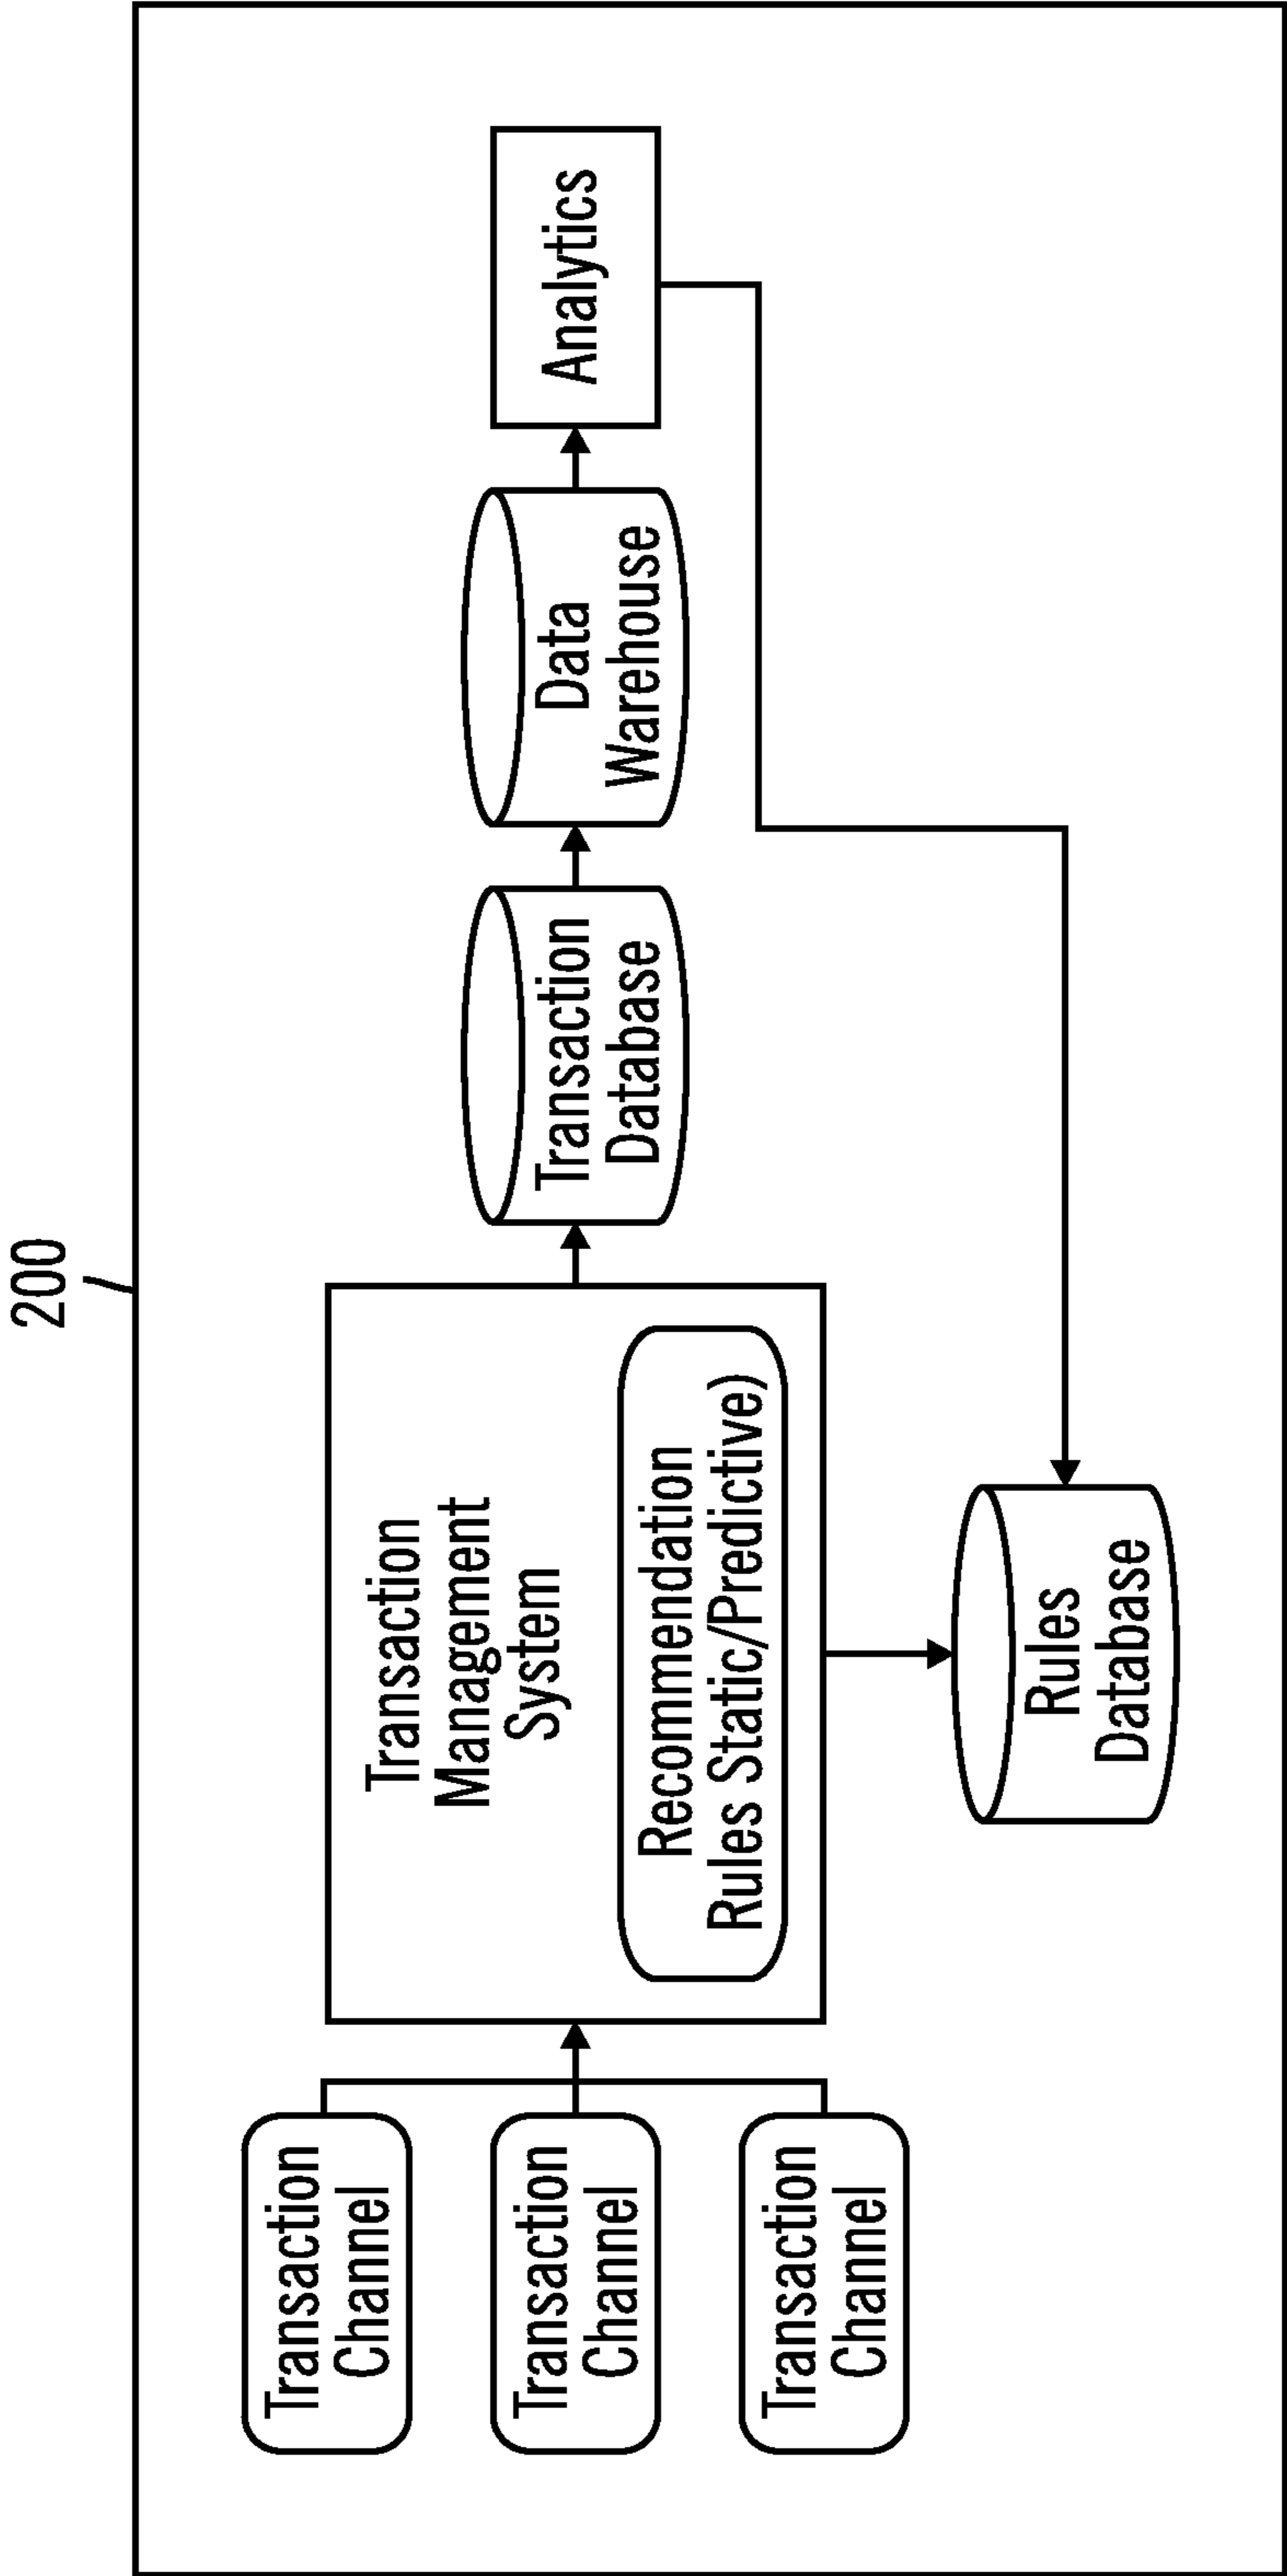 200
Transaction
Channel
Transaction
Channel
Transaction
Channel
Transaction
Management
System
Recommendation
Rules Static/Predictive)
Transaction
Database
Data
Warehouse
Analytics
Rules
Database